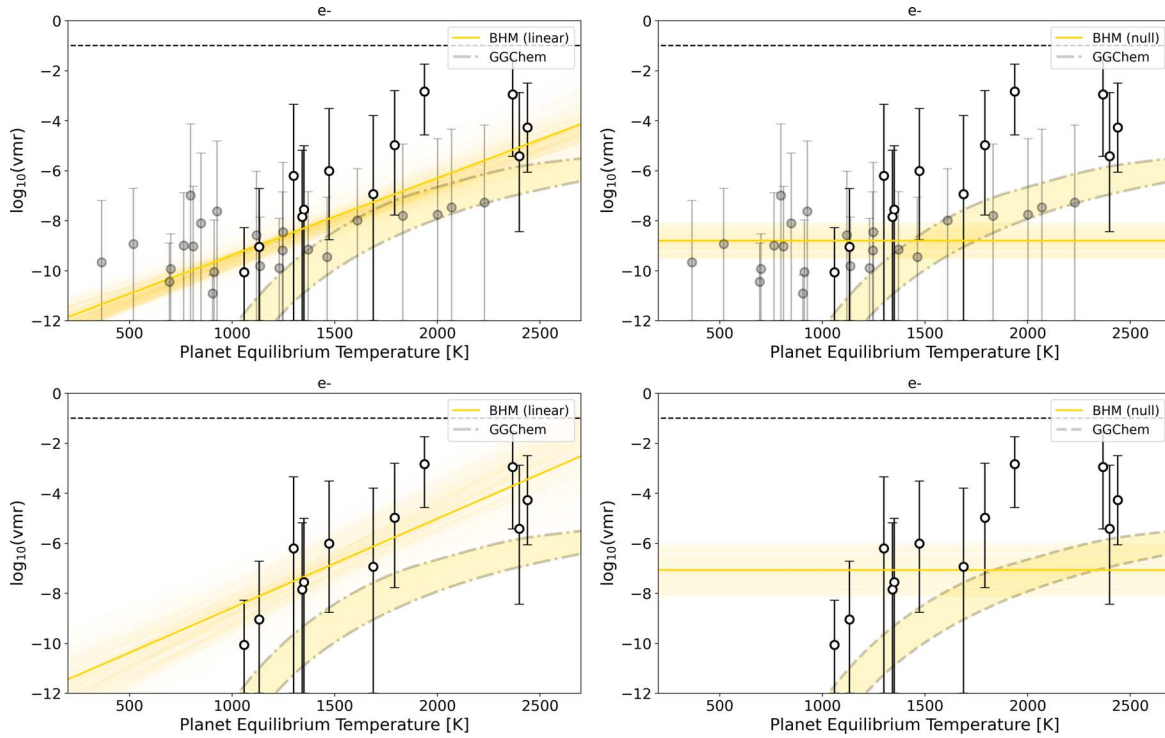 e-
0
−2
−4
−6
−8
−10
−12
log₁₀(vmr)
500
1000
1500
2000
2500
Planet Equilibrium Temperature [K]
BHM (linear)
GGChem
e-
0
−2
−4
−6
−8
−10
−12
log₁₀(vmr)
500
1000
1500
2000
2500
Planet Equilibrium Temperature [K]
BHM (null)
GGChem
e-
0
−2
−4
−6
−8
−10
−12
log₁₀(vmr)
500
1000
1500
2000
2500
Planet Equilibrium Temperature [K]
BHM (linear)
GGChem
e-
0
−2
−4
−6
−8
−10
−12
log₁₀(vmr)
500
1000
1500
2000
2500
Planet Equilibrium Temperature [K]
BHM (null)
GGChem